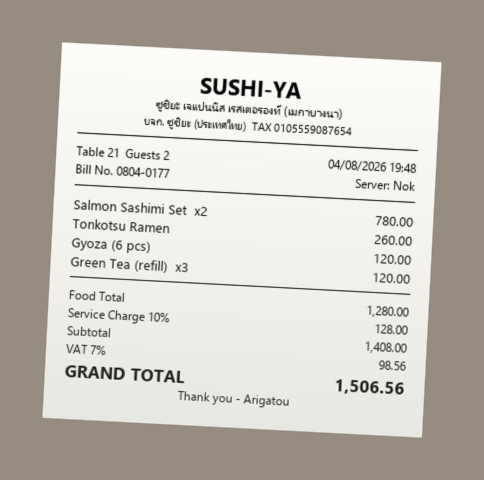 SUSHI-YA
ซูชิยะ เจแปนนิส เรสเตอรองท์ (เมกาบางนา)
บจก. ซูชิยะ (ประเทศไทย) TAX 0105559087654
Table 21 Guests 2 04/08/2026 19:48
Bill No. 0804-0177 Server: Nok
Salmon Sashimi Set x2 780.00
Tonkotsu Ramen 260.00
Gyoza (6 pcs) 120.00
Green Tea (refill) x3 120.00
Food Total 1,280.00
Service Charge 10% 128.00
Subtotal 1,408.00
VAT 7% 98.56
GRAND TOTAL 1,506.56
Thank you - Arigatou